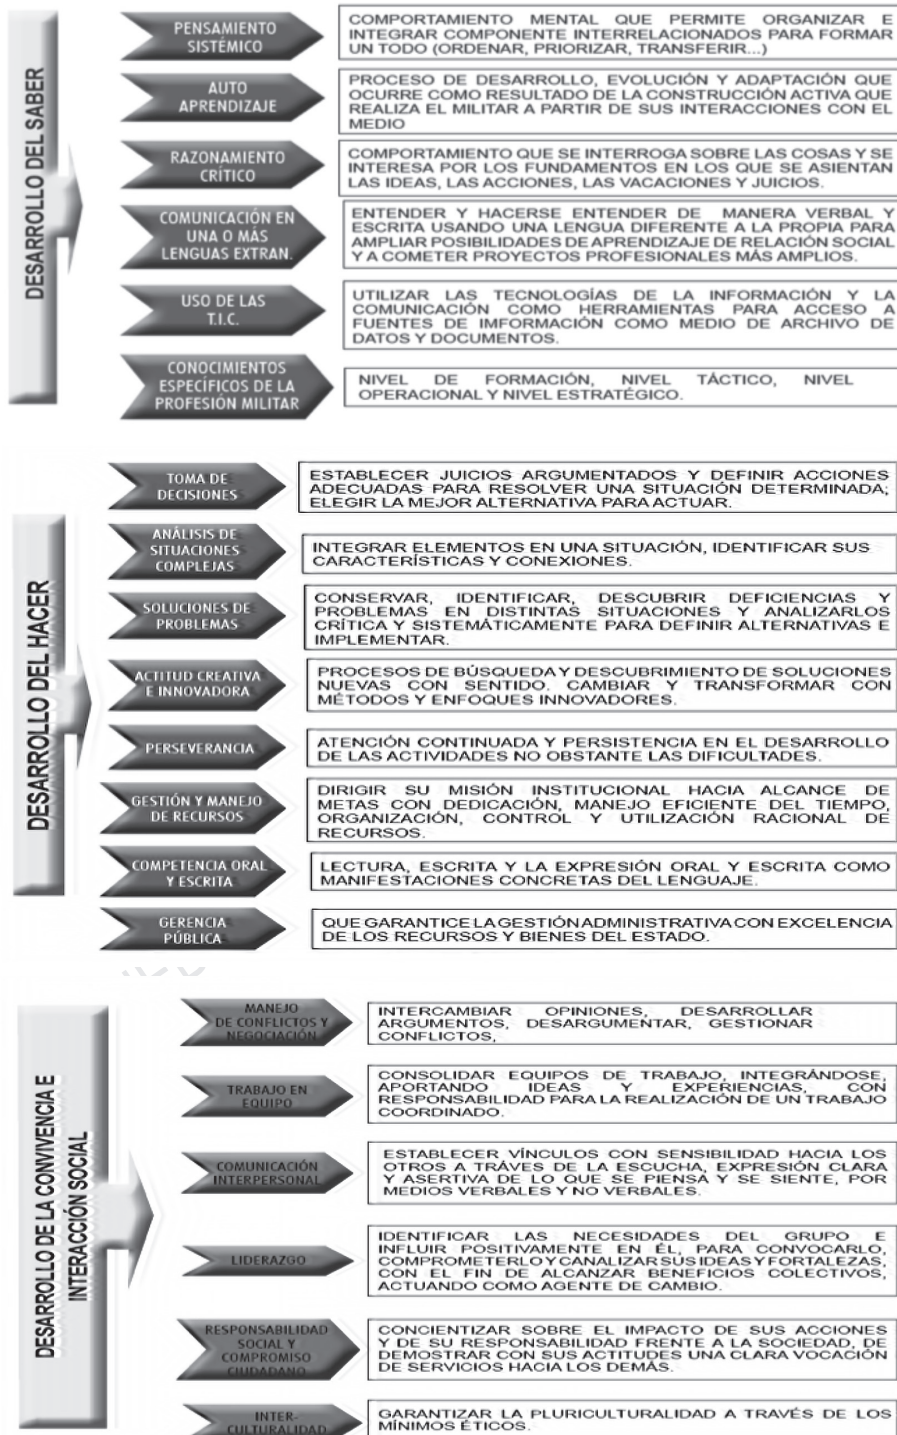 DESARROLLO DEL SABER
PENSAMIENTO
SISTÉMICO
COMPORTAMIENTO MENTAL QUE PERMITE ORGANIZAR E
INTEGRAR COMPONENTE INTERRELACIONADOS PARA FORMAR
UN TODO (ORDENAR, PRIORIZAR, TRANSFERIR...)
AUTO
APRENDIZAJE
PROCESO DE DESARROLLO, EVOLUCIÓN Y ADAPTACIÓN QUE
OCURRE COMO RESULTADO DE LA CONSTRUCCIÓN ACTIVA QUE
REALIZA EL MILITAR A PARTIR DE SUS INTERACCIONES CON EL
MEDIO
RAZONAMIENTO
CRÍTICO
COMPORTAMIENTO QUE SE INTERROGA SOBRE LAS COSAS Y SE
INTERESA POR LOS FUNDAMENTOS EN LOS QUE SE ASIENTAN
LAS IDEAS, LAS ACCIONES, LAS VACACIONES Y JUICIOS.
COMUNICACIÓN EN
UNA O MÁS
LENGUAS EXTRAN.
ENTENDER Y HACERSE ENTENDER DE MANERA VERBAL Y
ESCRITA USANDO UNA LENGUA DIFERENTE A LA PROPIA PARA
AMPLIAR POSIBILIDADES DE APRENDIZAJE DE RELACIÓN SOCIAL
Y A COMETER PROYECTOS PROFESIONALES MÁS AMPLIOS.
USO DE LAS
T.I.C.
UTILIZAR LAS TECNOLOGÍAS DE LA INFORMACIÓN Y LA
COMUNICACIÓN COMO HERRAMIENTAS PARA ACCESO A
FUENTES DE IMFORMACIÓN COMO MEDIO DE ARCHIVO DE
DATOS Y DOCUMENTOS.
CONOCIMIENTOS
ESPECÍFICOS DE LA
PROFESIÓN MILITAR
NIVEL DE FORMACIÓN, NIVEL TÁCTICO, NIVEL
OPERACIONAL Y NIVEL ESTRATÉGICO.
DESARROLLO DEL HACER
TOMA DE
DECISIONES
ESTABLECER JUICIOS ARGUMENTADOS Y DEFINIR ACCIONES
ADECUADAS PARA RESOLVER UNA SITUACIÓN DETERMINADA;
ELEGIR LA MEJOR ALTERNATIVA PARA ACTUAR.
ANÁLISIS DE
SITUACIONES
COMPLEJAS
INTEGRAR ELEMENTOS EN UNA SITUACIÓN, IDENTIFICAR SUS
CARACTERÍSTICAS Y CONEXIONES.
SOLUCIONES DE
PROBLEMAS
CONSERVAR, IDENTIFICAR, DESCUBRIR DEFICIENCIAS Y
PROBLEMAS EN DISTINTAS SITUACIONES Y ANALIZARLOS
CRÍTICA Y SISTEMÁTICAMENTE PARA DEFINIR ALTERNATIVAS E
IMPLEMENTAR.
ACTITUD CREATIVA
E INNOVADORA
PROCESOS DE BÚSQUEDA Y DESCUBRIMIENTO DE SOLUCIONES
NUEVAS CON SENTIDO. CAMBIAR Y TRANSFORMAR CON
MÉTODOS Y ENFOQUES INNOVADORES.
PERSEVERANCIA
ATENCIÓN CONTINUADA Y PERSISTENCIA EN EL DESARROLLO
DE LAS ACTIVIDADES NO OBSTANTE LAS DIFICULTADES.
GESTIÓN Y MANEJO
DE RECURSOS
DIRIGIR SU MISIÓN INSTITUCIONAL HACIA ALCANCE DE
METAS CON DEDICACIÓN, MANEJO EFICIENTE DEL TIEMPO,
ORGANIZACIÓN, CONTROL Y UTILIZACIÓN RACIONAL DE
RECURSOS.
COMPETENCIA ORAL
Y ESCRITA
LECTURA, ESCRITA Y LA EXPRESIÓN ORAL Y ESCRITA COMO
MANIFESTACIONES CONCRETAS DEL LENGUAJE.
GERENCIA
PÚBLICA
QUE GARANTICE LA GESTIÓN ADMINISTRATIVA CON EXCELENCIA
DE LOS RECURSOS Y BIENES DEL ESTADO.
DESARROLLO DE LA CONVIVENCIA E
INTERACCIÓN SOCIAL
MANEJO
DE CONFLICTOS Y
NEGOCIACIÓN
INTERCAMBIAR OPINIONES, DESARROLLAR
ARGUMENTOS, DESARGUMENTAR, GESTIONAR
CONFLICTOS,
TRABAJO EN
EQUIPO
CONSOLIDAR EQUIPOS DE TRABAJO, INTEGRÁNDOSE,
APORTANDO IDEAS Y EXPERIENCIAS, CON
RESPONSABILIDAD PARA LA REALIZACIÓN DE UN TRABAJO
COORDINADO.
COMUNICACIÓN
INTERPERSONAL
ESTABLECER VÍNCULOS CON SENSIBILIDAD HACIA LOS
OTROS A TRÁVES DE LA ESCUCHA, EXPRESIÓN CLARA
Y ASERTIVA DE LO QUE SE PIENSA Y SE SIENTE, POR
MEDIOS VERBALES Y NO VERBALES.
LIDERAZGO
IDENTIFICAR LAS NECESIDADES DEL GRUPO E
INFLUIR POSITIVAMENTE EN ÉL, PARA CONVOCARLO,
COMPROMETERLO Y CANALIZAR SUS IDEAS Y FORTALEZAS,
CON EL FIN DE ALCANZAR BENEFICIOS COLECTIVOS,
ACTUANDO COMO AGENTE DE CAMBIO.
RESPONSABILIDAD
SOCIAL Y
COMPROMISO
CIUDADANO
CONCIENTIZAR SOBRE EL IMPACTO DE SUS ACCIONES
Y DE SU RESPONSABILIDAD FRENTE A LA SOCIEDAD, DE
DEMOSTRAR CON SUS ACTITUDES UNA CLARA VOCACIÓN
DE SERVICIOS HACIA LOS DEMÁS.
INTER-
CULTURALIDAD
GARANTIZAR LA PLURICULTURALIDAD A TRAVÉS DE LOS
MÍNIMOS ÉTICOS.